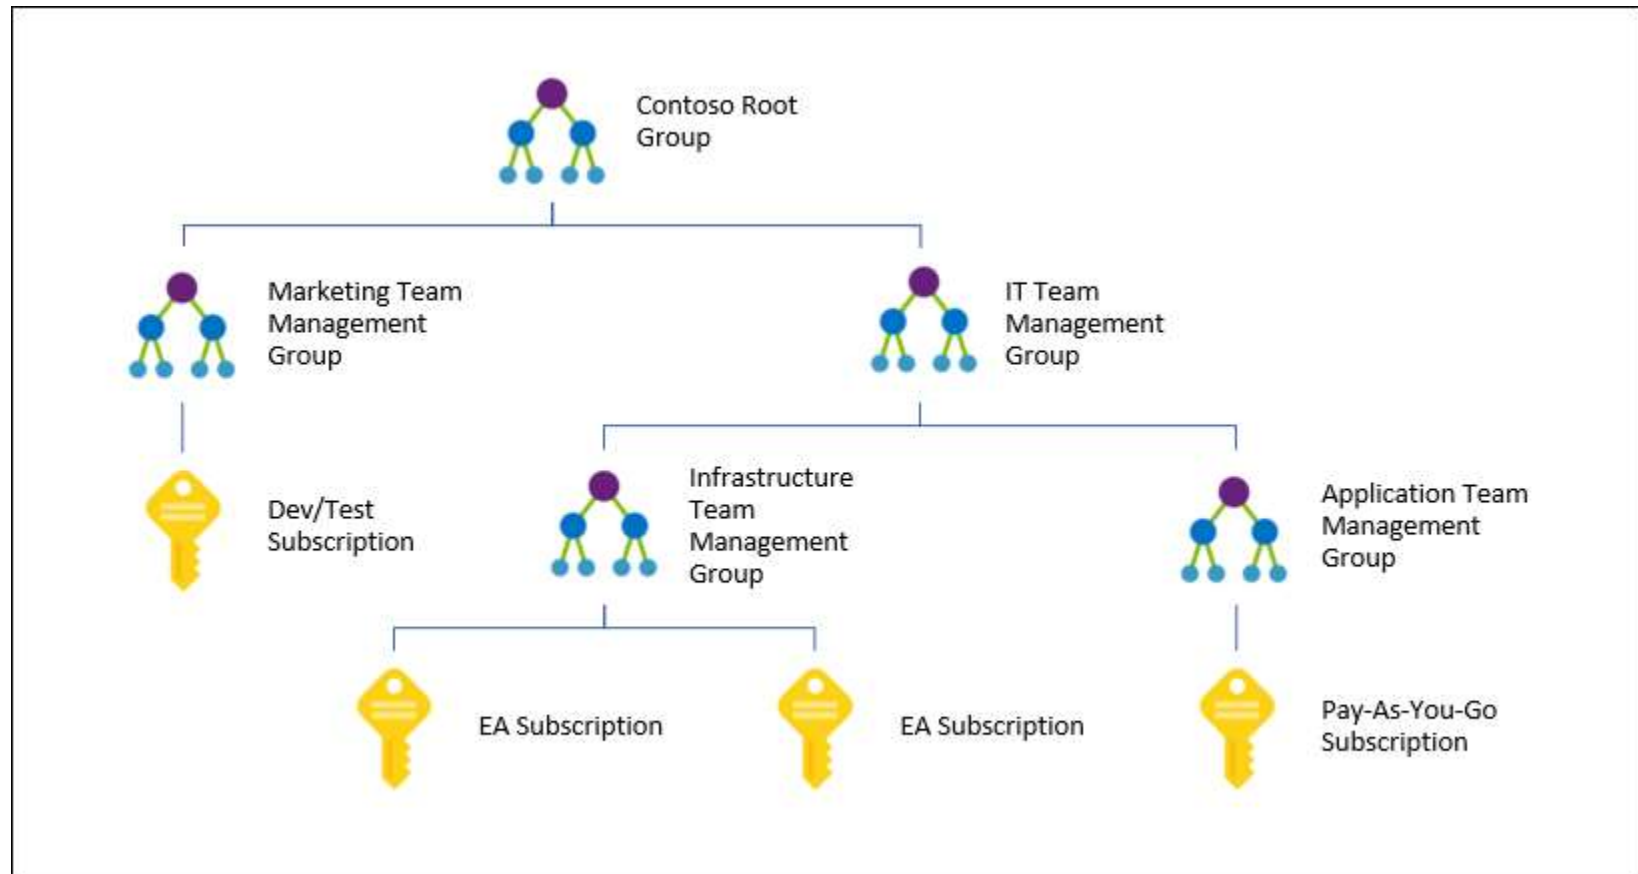 Contoso Root
Group
Marketing Team
Management
Group
IT Team
Management
Group
Dev/Test
Subscription
Infrastructure
Team
Management
Group
Application Team
Management
Group
EA Subscription
EA Subscription
Pay-As-You-Go
Subscription